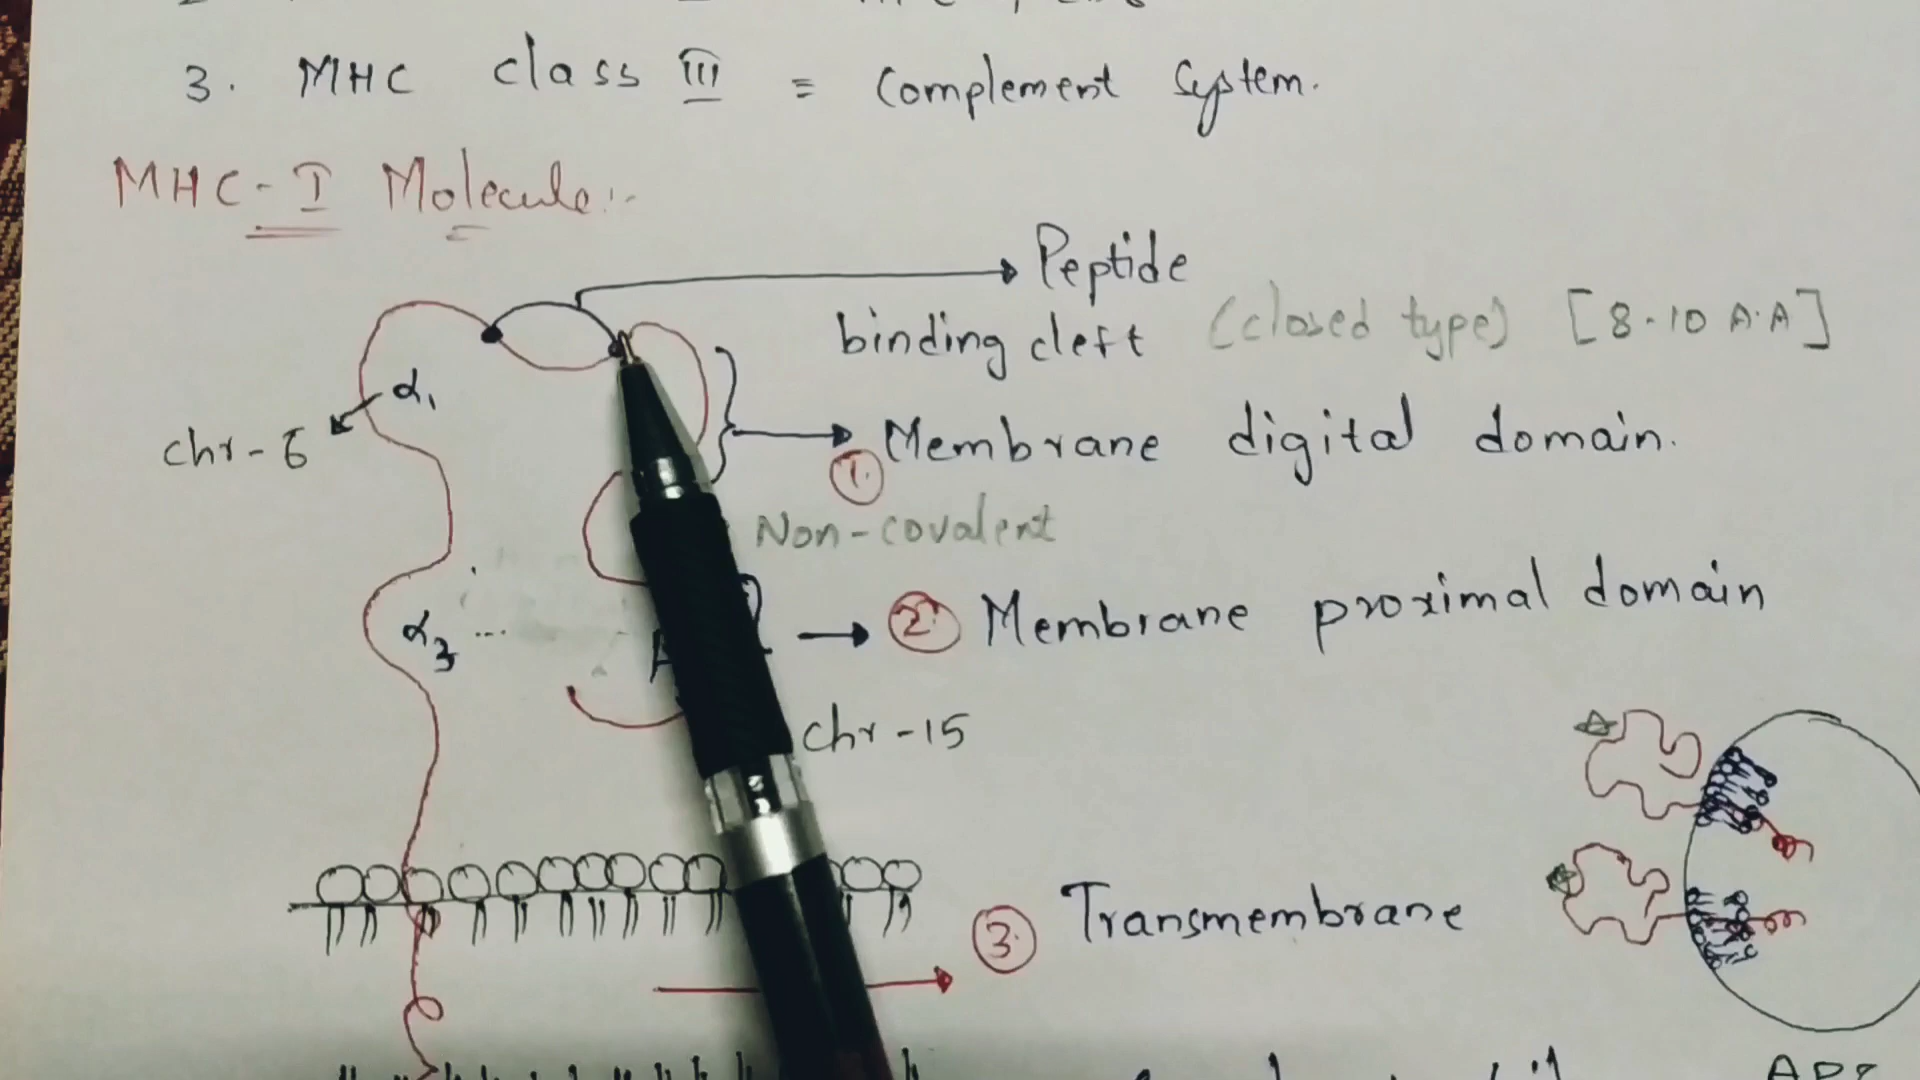 3. MHC class III = Complement System.
MHC-I Molecule:-
Peptide
binding cleft (closed type) [8-10 A.A]
α1
chr-6
1. Membrane digital domain.
Non-covalent
α3 ...
2. Membrane proximal domain
chr-15
3. Transmembrane